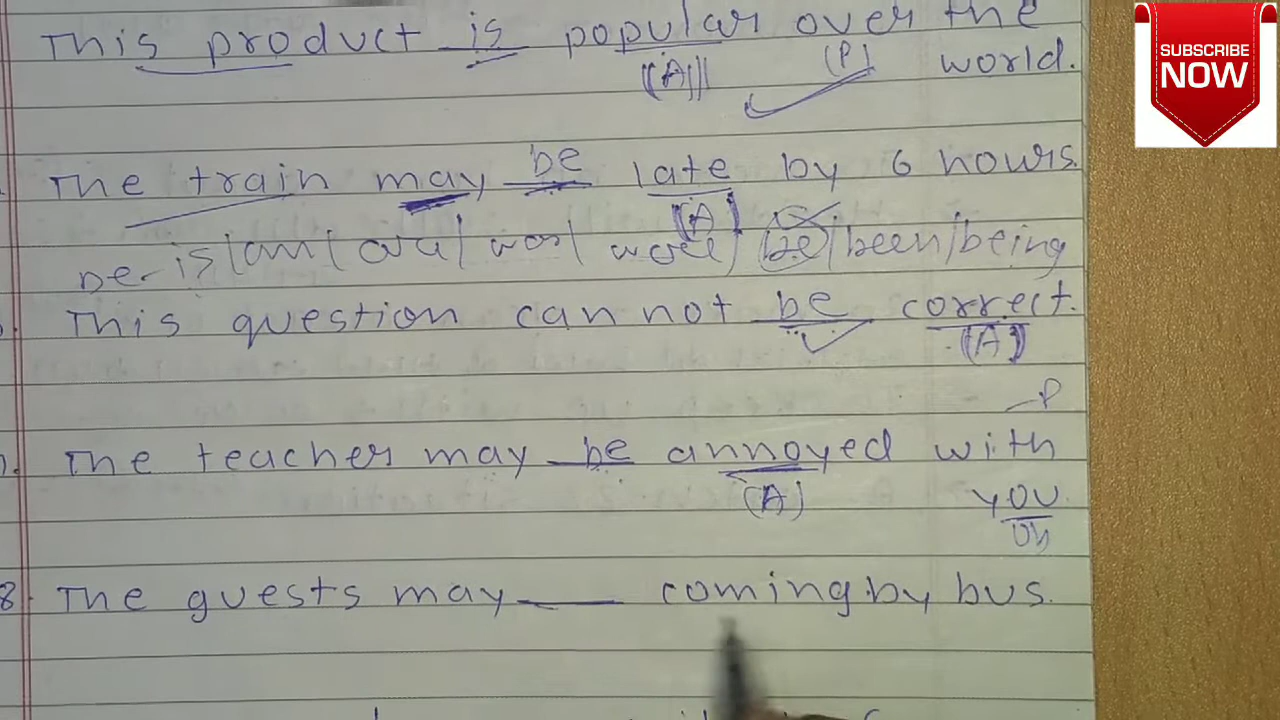 This product is popular over the
(A) (P) world.
SUBSCRIBE
NOW
The train may be late by 6 hours.
(A)
be - is/am/are/was/were/be/been/being
This question can not be correct.
(A)
P
The teacher may be annoyed with
(A) you.
8. The guests may ___ coming by bus.